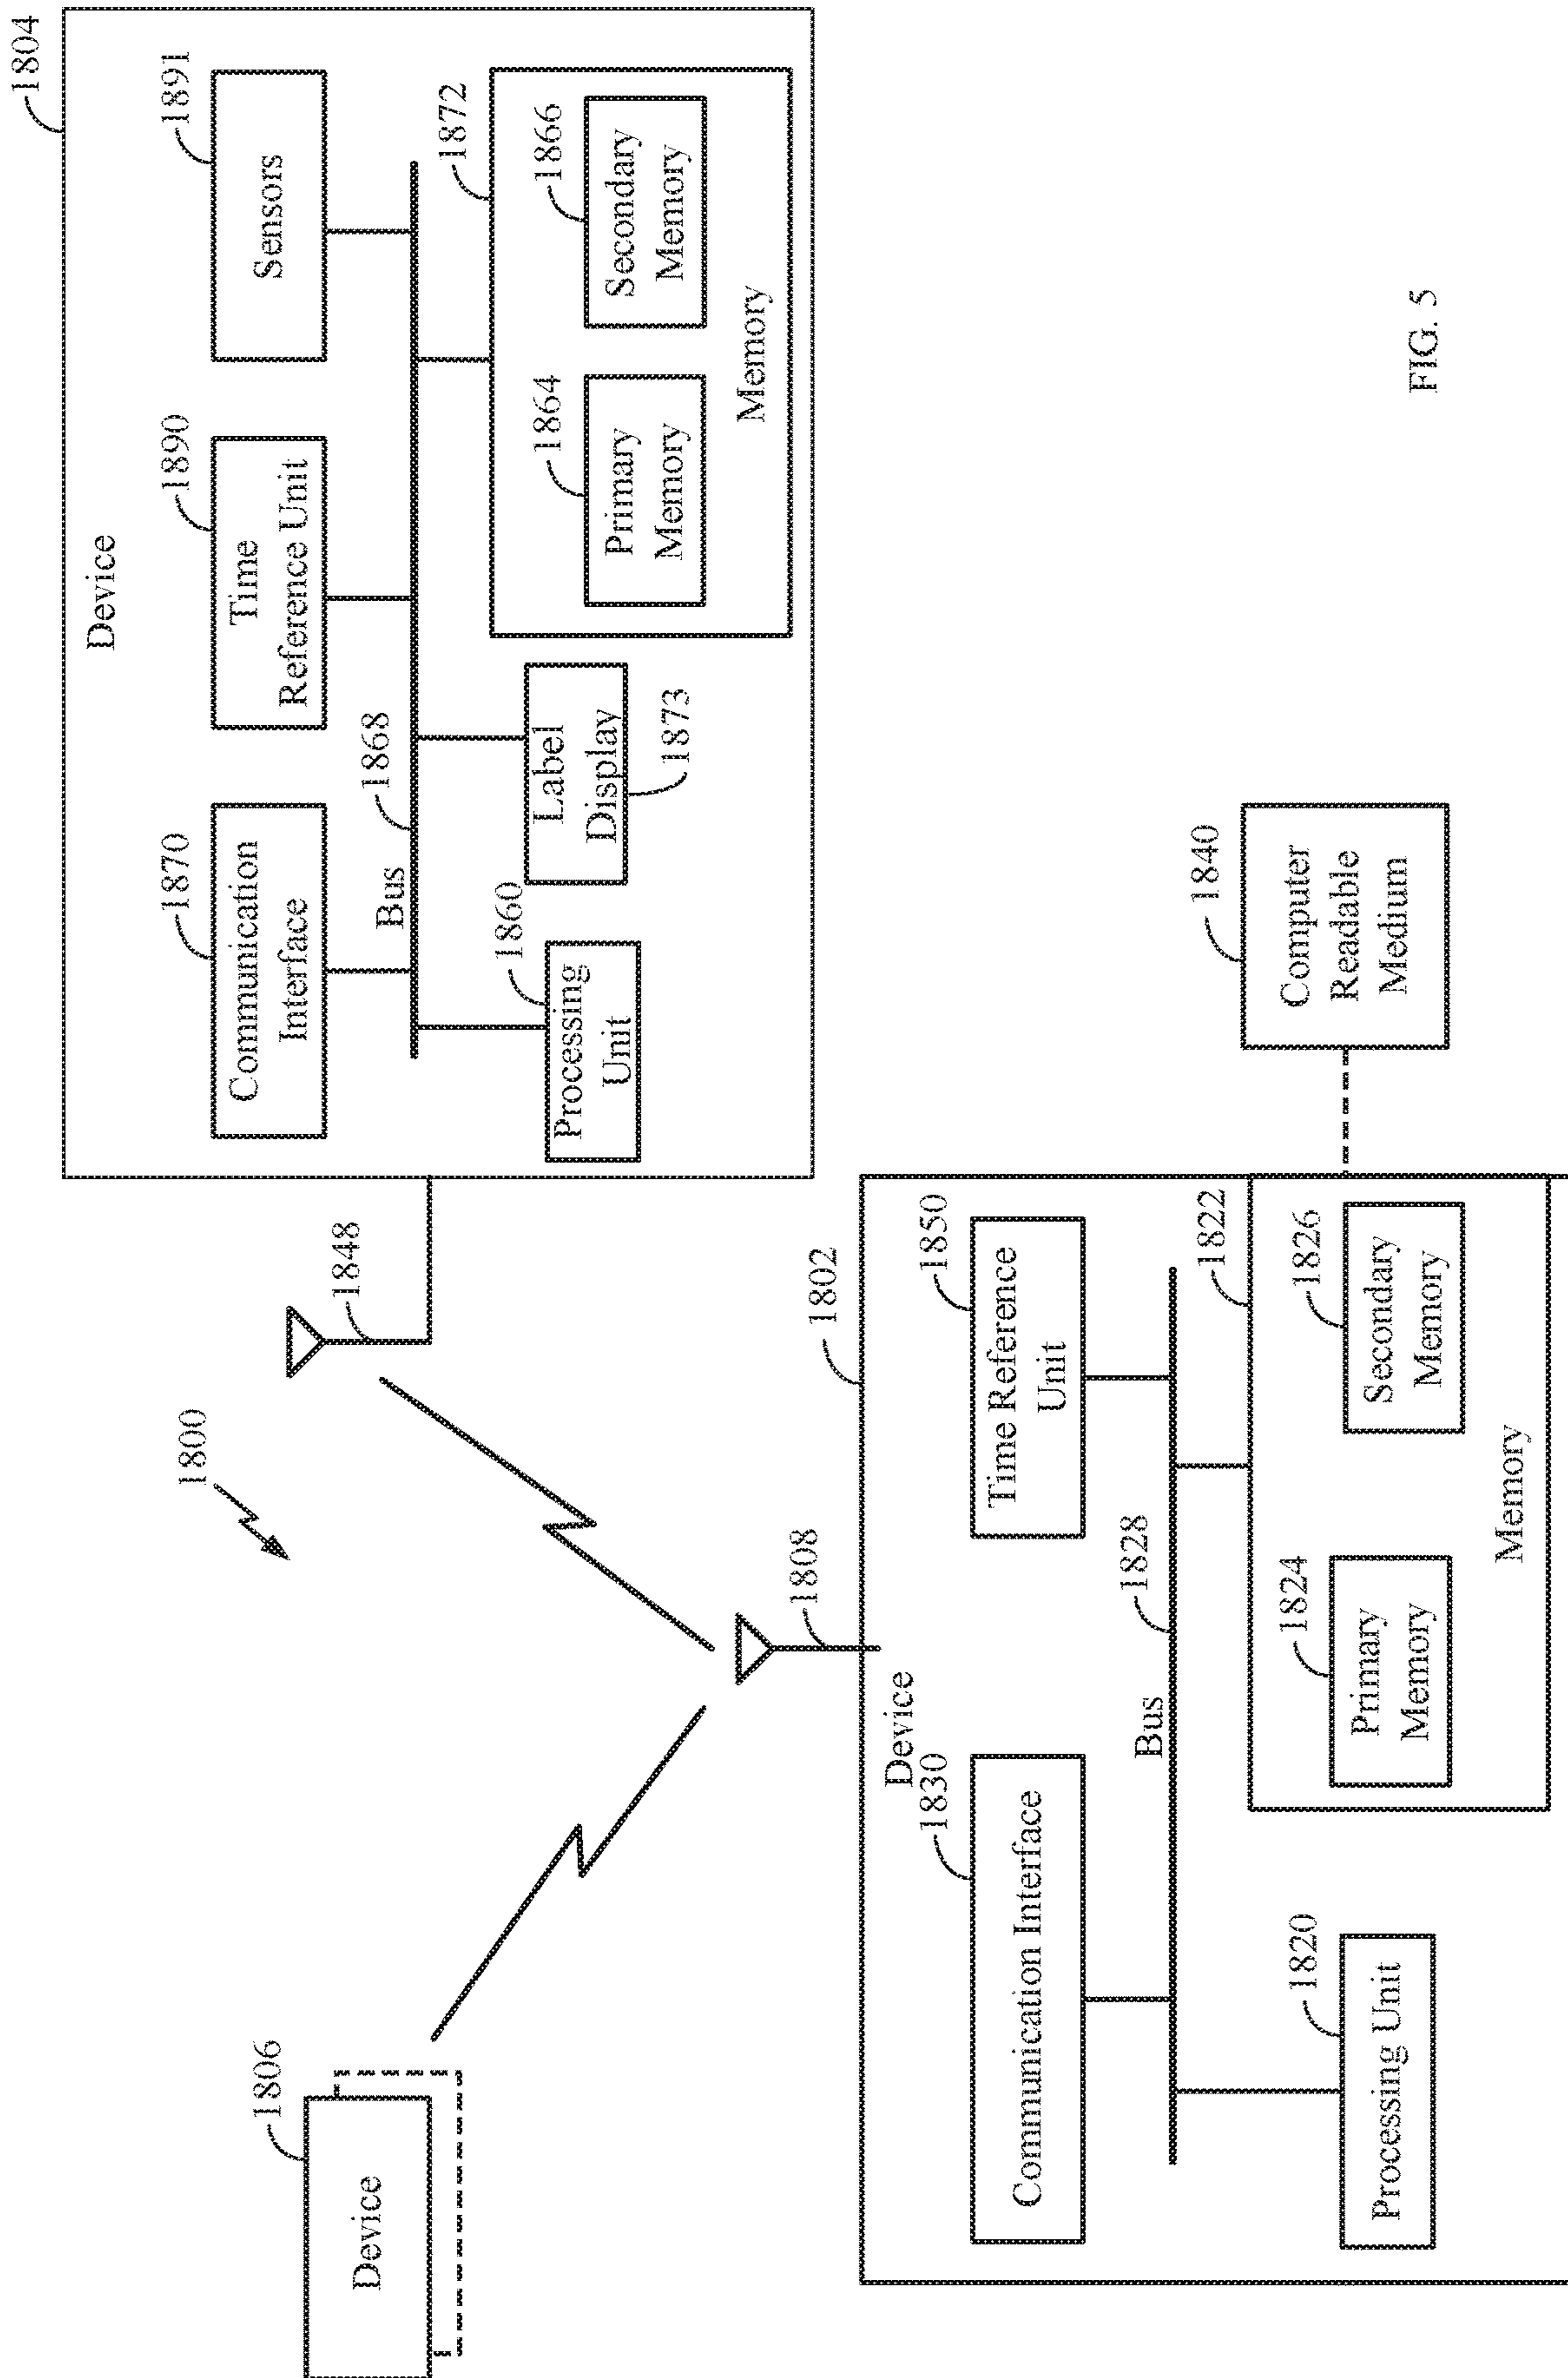 1800
1806
Device
1848
1808
1804
Device
1870
Communication
Interface
1890
Time
Reference Unit
1891
Sensors
Bus
1868
1860
Processing
Unit
Label
Display
1873
1872
1864
Primary
Memory
1866
Secondary
Memory
Memory
1802
Device
1830
Communication Interface
1850
Time Reference
Unit
Bus
1828
1820
Processing Unit
1822
1824
Primary
Memory
1826
Secondary
Memory
Memory
1840
Computer
Readable
Medium
FIG. 5